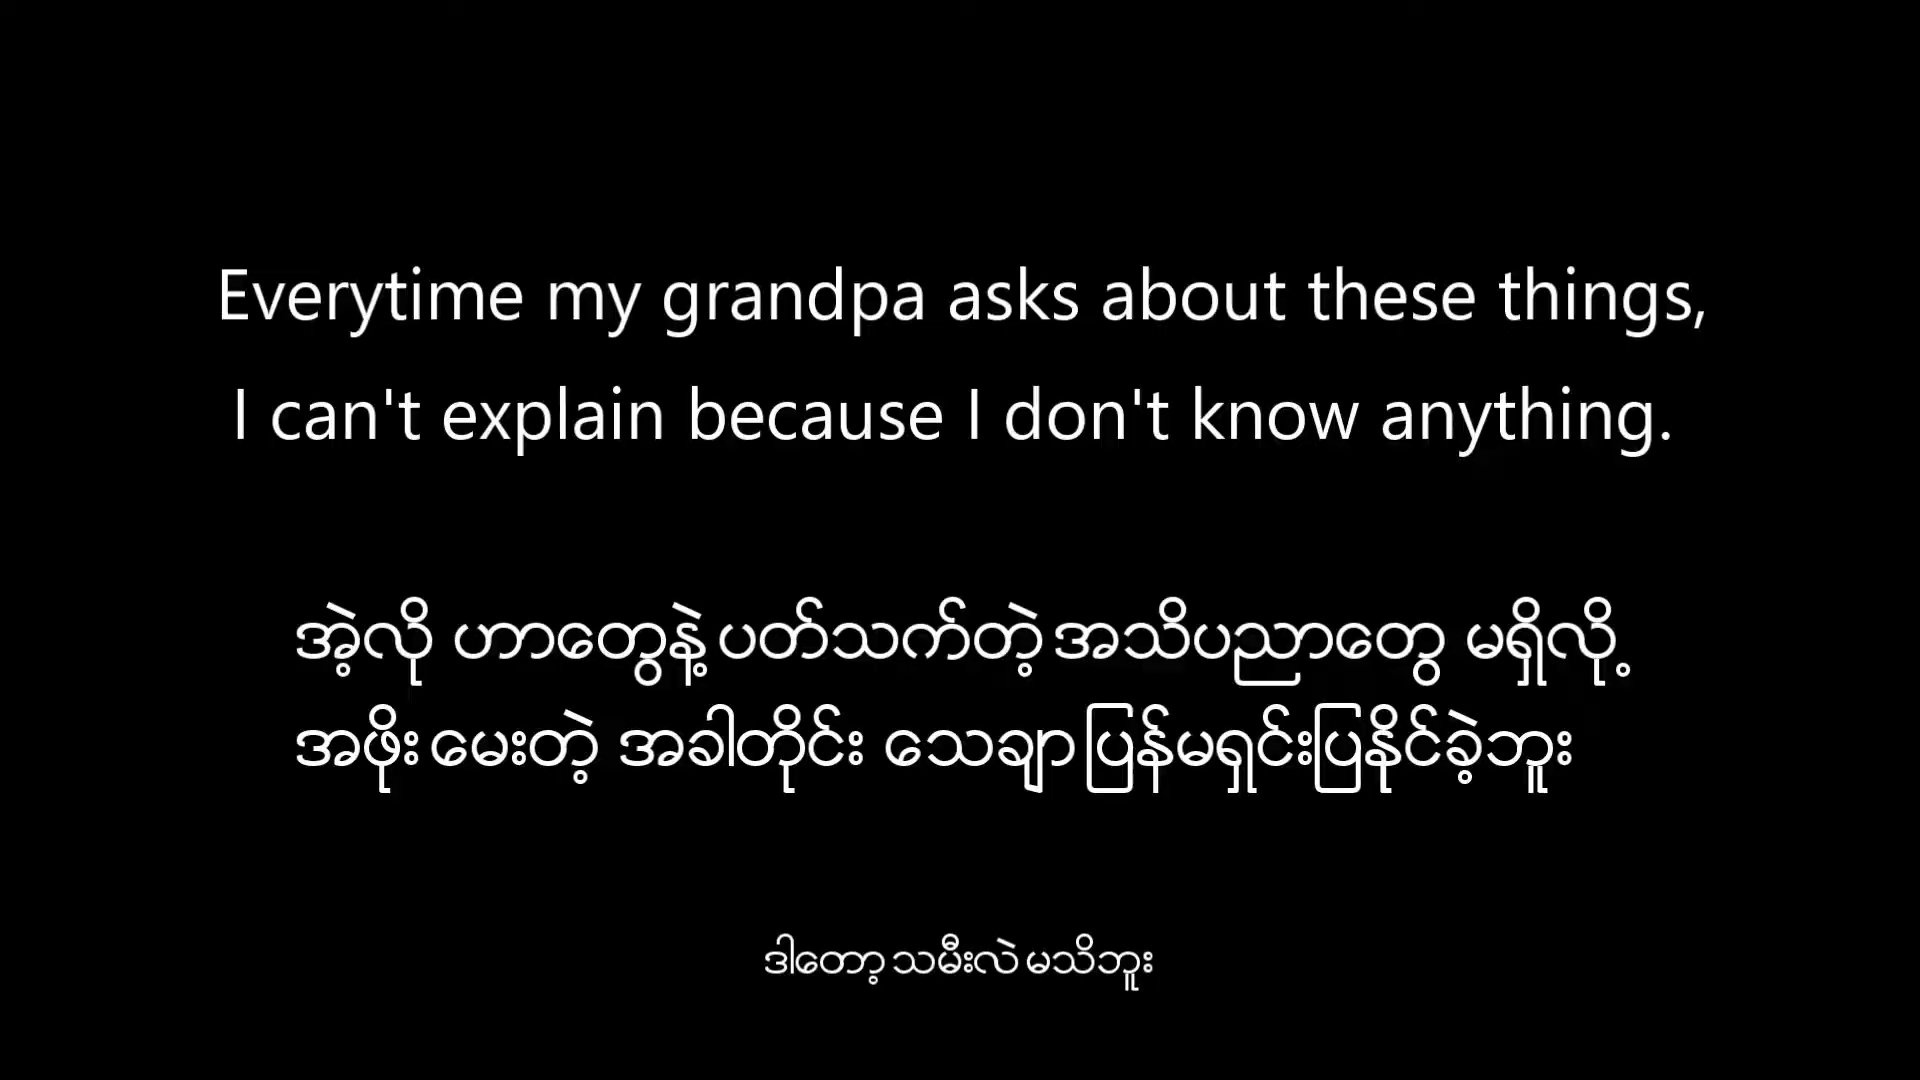 Everytime my grandpa asks about these things,
I can't explain because I don't know anything.
အဲ့လို ဟာတွေနဲ့ ပတ်သက်တဲ့ အသိပညာတွေ မရှိလို့
အဖိုး မေးတဲ့ အခါတိုင်း သေချာ ပြန်မရှင်းပြနိုင်ခဲ့ဘူး
ဒါတော့ သမီးလဲ မသိဘူး